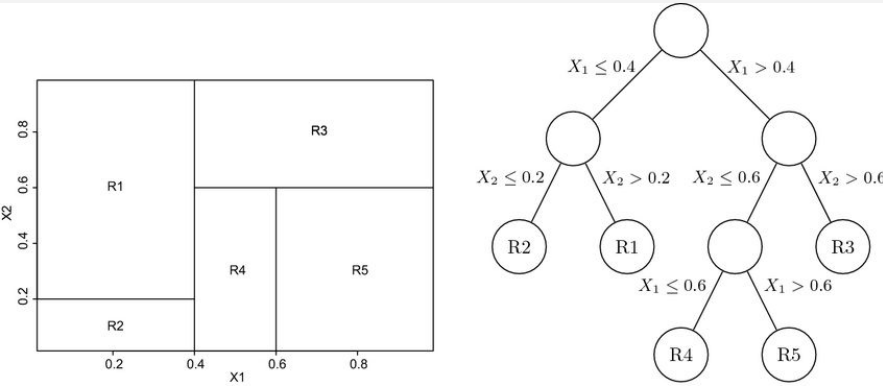 R1
R2
R3
R4
R5
0.2
0.4
0.6
0.8
X2
0.2
0.4
0.6
0.8
X1
X₁ ≤ 0.4
X₁ > 0.4
X₂ ≤ 0.2
X₂ > 0.2
X₂ ≤ 0.6
X₂ > 0.6
R2
R1
R3
X₁ ≤ 0.6
X₁ > 0.6
R4
R5